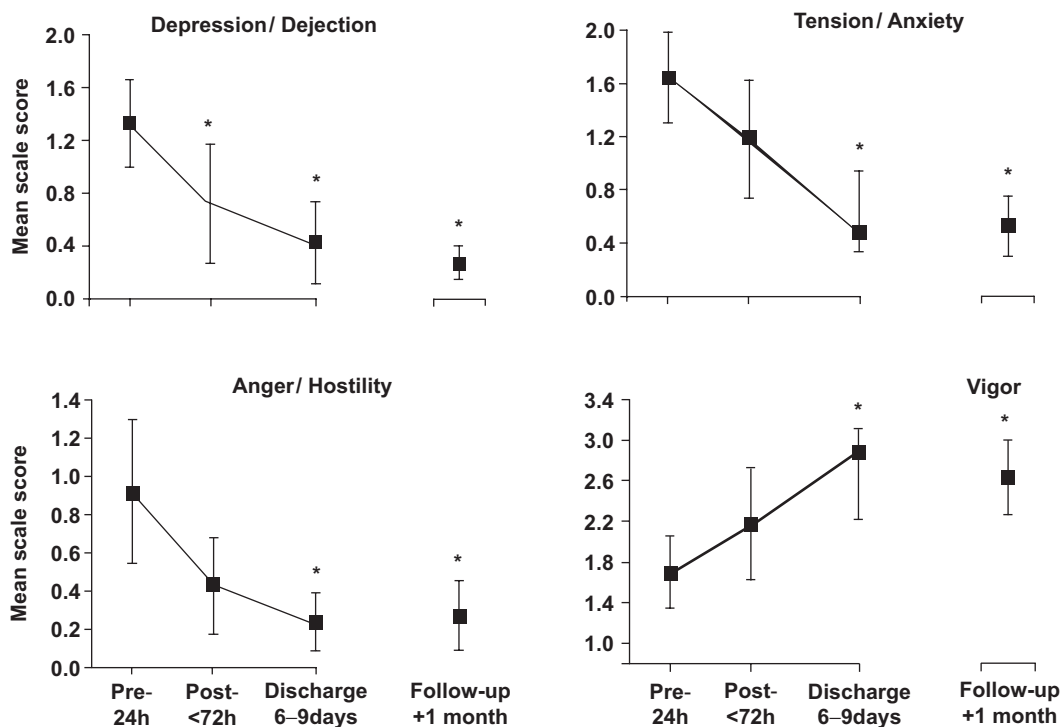 Depression/ Dejection
2.0
1.6
1.2
0.8
0.4
0.0
Mean scale score
*
*
*
Tension/ Anxiety
2.0
1.6
1.2
0.8
0.4
0.0
*
*
Anger/ Hostility
1.4
1.2
1.0
0.8
0.6
0.4
0.2
0.0
Mean scale score
*
*
Pre-
24h
Post-
<72h
Discharge
6–9days
Follow-up
+1 month
Vigor
3.4
3.0
2.6
2.2
1.8
1.4
1.0
*
*
Pre-
24h
Post-
<72h
Discharge
6–9days
Follow-up
+1 month